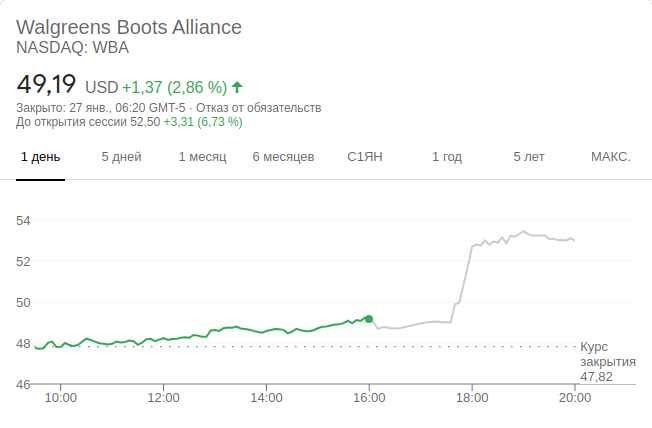 Walgreens Boots Alliance
NASDAQ: WBA
49,19 USD +1,37 (2,86 %)
Закрыто: 27 янв., 06:20 GMT-5 · Отказ от обязательств
До открытия сессии 52,50 +3,31 (6,73 %)
1 день 5 дней 1 месяц 6 месяцев С1ЯН 1 год 5 лет МАКС.
54
52
50
48
46
Курс
закрытия
47,82
10:00 12:00 14:00 16:00 18:00 20:00